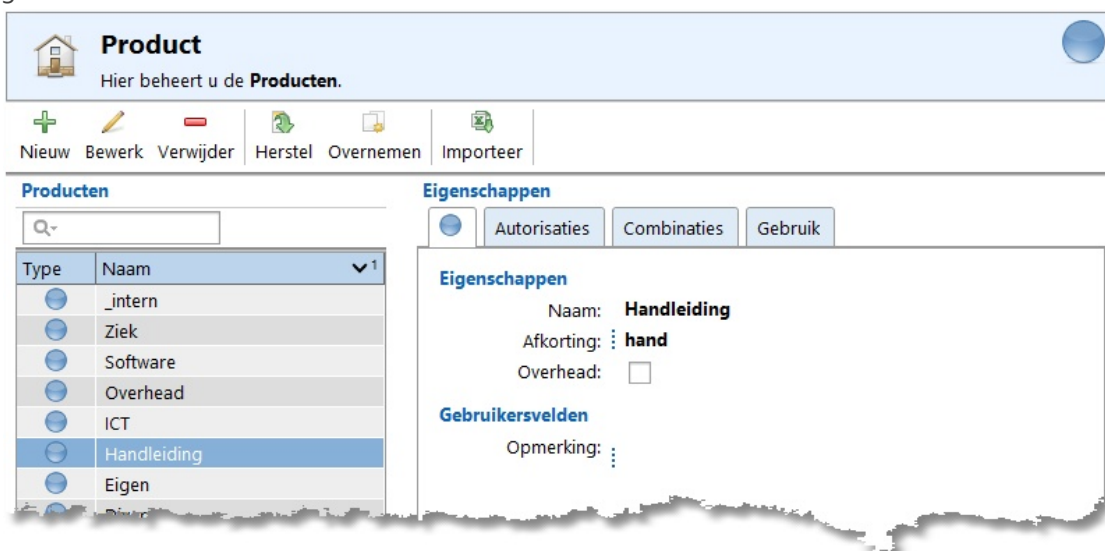 Product
Hier beheert u de Producten.
Nieuw Bewerk Verwijder Herstel Overnemen Importeer
Producten
Eigenschappen
Autorisaties Combinaties Gebruik
Type Naam 1
_intern
Ziek
Software
Overhead
ICT
Handleiding
Eigen
Eigenschappen
Naam: Handleiding
Afkorting: hand
Overhead:
Gebruikersvelden
Opmerking: